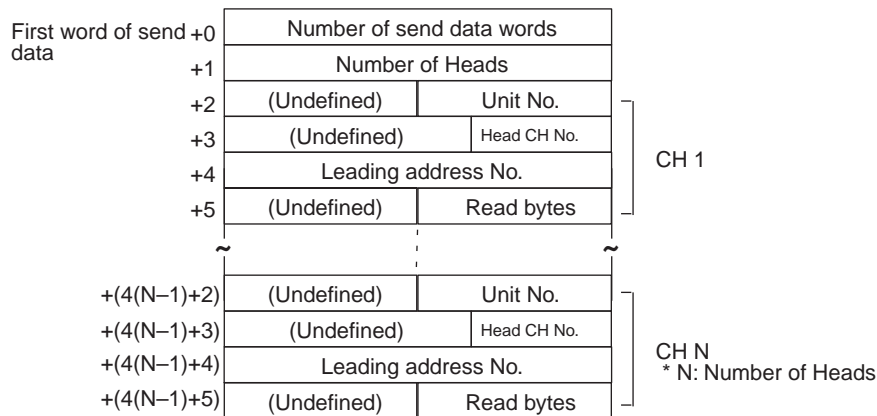 First word of send data
+0 Number of send data words
+1 Number of Heads
+2 (Undefined) Unit No.
+3 (Undefined) Head CH No.
+4 Leading address No.
+5 (Undefined) Read bytes
CH 1
~ ~
+(4(N–1)+2) (Undefined) Unit No.
+(4(N–1)+3) (Undefined) Head CH No.
+(4(N–1)+4) Leading address No.
+(4(N–1)+5) (Undefined) Read bytes
CH N
* N: Number of Heads